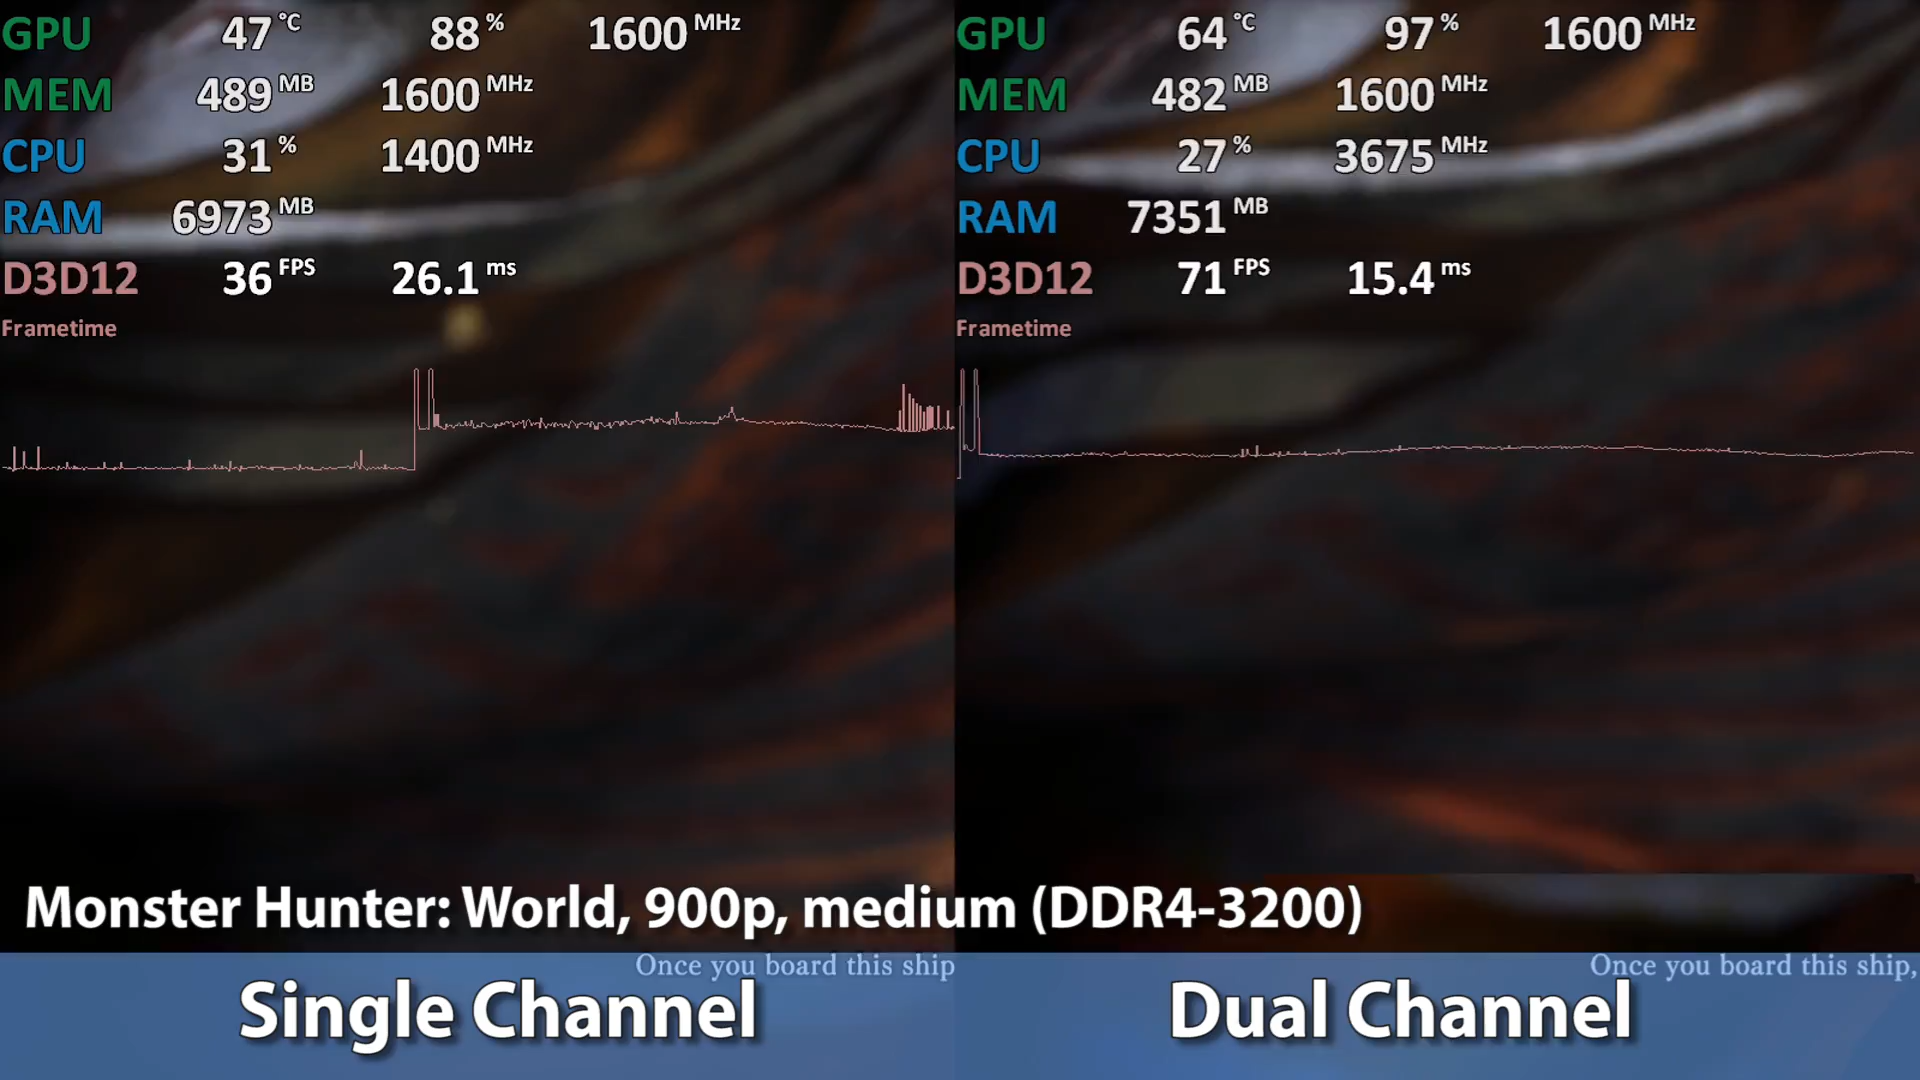 GPU 47 °C 88 % 1600 MHz
MEM 489 MB 1600 MHz
CPU 31 % 1400 MHz
RAM 6973 MB
D3D12 36 FPS 26.1 ms
Frametime
GPU 64 °C 97 % 1600 MHz
MEM 482 MB 1600 MHz
CPU 27 % 3675 MHz
RAM 7351 MB
D3D12 71 FPS 15.4 ms
Frametime
Monster Hunter: World, 900p, medium (DDR4-3200)
Once you board this ship
Single Channel
Once you board this ship,
Dual Channel